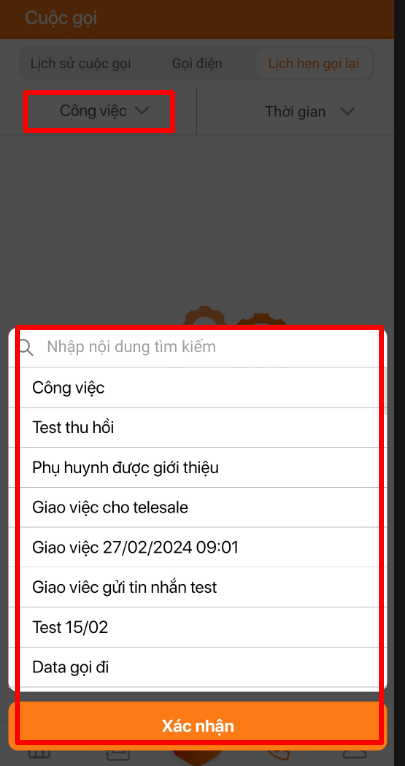 Cuộc gọi
Lịch sử cuộc gọi Gọi điện Lịch hẹn gọi lại
Công việc Thời gian
Nhập nội dung tìm kiếm
Công việc
Test thu hồi
Phụ huynh được giới thiệu
Giao việc cho telesale
Giao việc 27/02/2024 09:01
Giao viêc gửi tin nhắn test
Test 15/02
Data gọi đi
Xác nhận